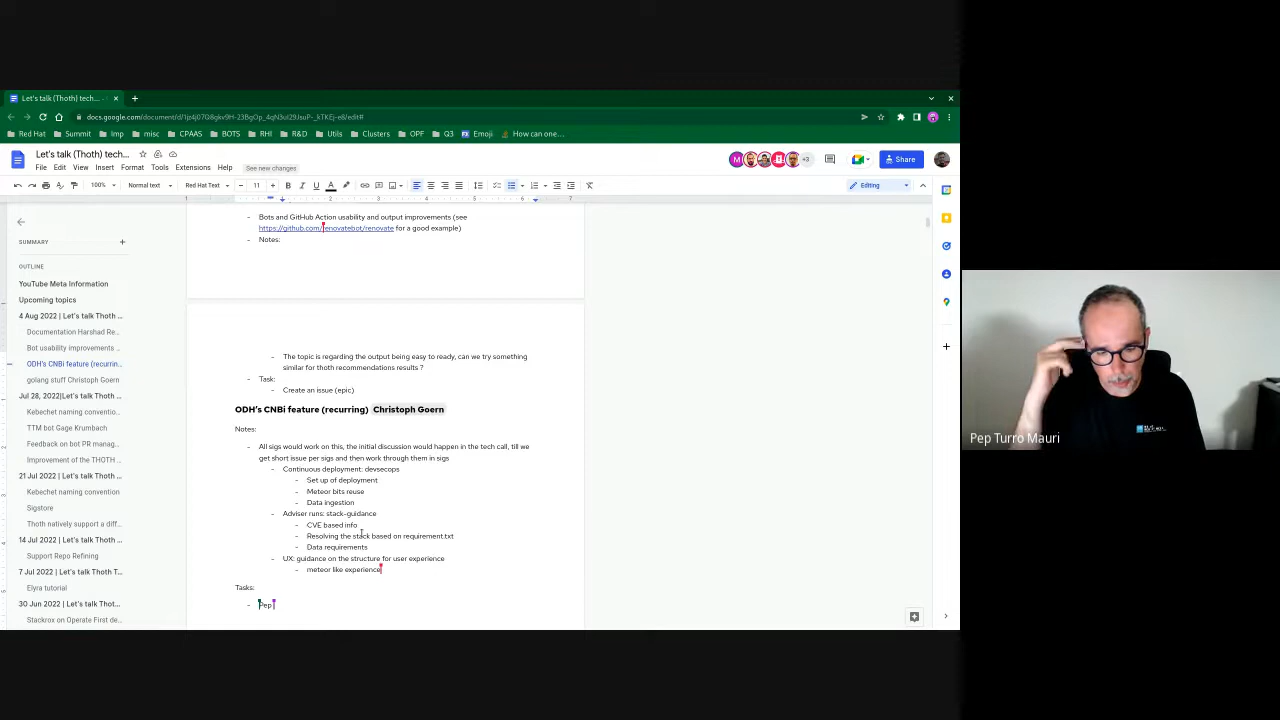 Let's talk (Thoth) tech...
docs.google.com/document/d/1jz4j07G8gkv9H-23BgOp_4qN3uI29JsuP-_kTKEj-e8/edit#
Red Hat
Summit
Imp
misc
CPAAS
BOTS
RHI
R&D
Utils
Clusters
OPF
Q3
Emoji
How can one...
Let's talk (Thoth) tech...
File Edit View Insert Format Tools Extensions Help
See new changes
+3
Share
100%
Normal text
Red Hat Text
11
Editing
SUMMARY
OUTLINE
YouTube Meta Information
Upcoming topics
4 Aug 2022 | Let's talk Thoth ...
Documentation Harshad Re...
Bot usability improvements ...
ODH's CNBi feature (recurrin...
golang stuff Christoph Goern
Jul 28, 2022|Let's talk Thoth ...
Kebechet naming conventio...
TTM bot Gage Krumbach
Feedback on bot PR manag...
Improvement of the THOTH ...
21 Jul 2022 | Let's talk Thoth ...
Kebechet naming conventio...
Sigstore
Thoth natively support a diff...
14 Jul 2022 | Let's talk Thoth ...
Support Repo Refining
7 Jul 2022 | Let's talk Thoth T...
Elyra tutorial
30 Jun 2022 | Let's talk Thot...
Stackrox on Operate First de...
- Bots and GitHub Action usability and output improvements (see
https://github.com/renovatebot/renovate for a good example)
- Notes:
- The topic is regarding the output being easy to ready, can we try something
similar for thoth recommendations results ?
- Task:
- Create an issue (epic)
ODH's CNBi feature (recurring) Christoph Goern
Notes:
- All sigs would work on this, the initial discussion would happen in the tech call, till we
get short issue per sigs and then work through them in sigs
- Continuous deployment: devsecops
- Set up of deployment
- Meteor bits reuse
- Data ingestion
- Adviser runs: stack-guidance
- CVE based info
- Resolving the stack based on requirement.txt
- Data requirements
- UX: guidance on the structure for user experience
- meteor like experience
Tasks:
- Pep
Pep Turro Mauri